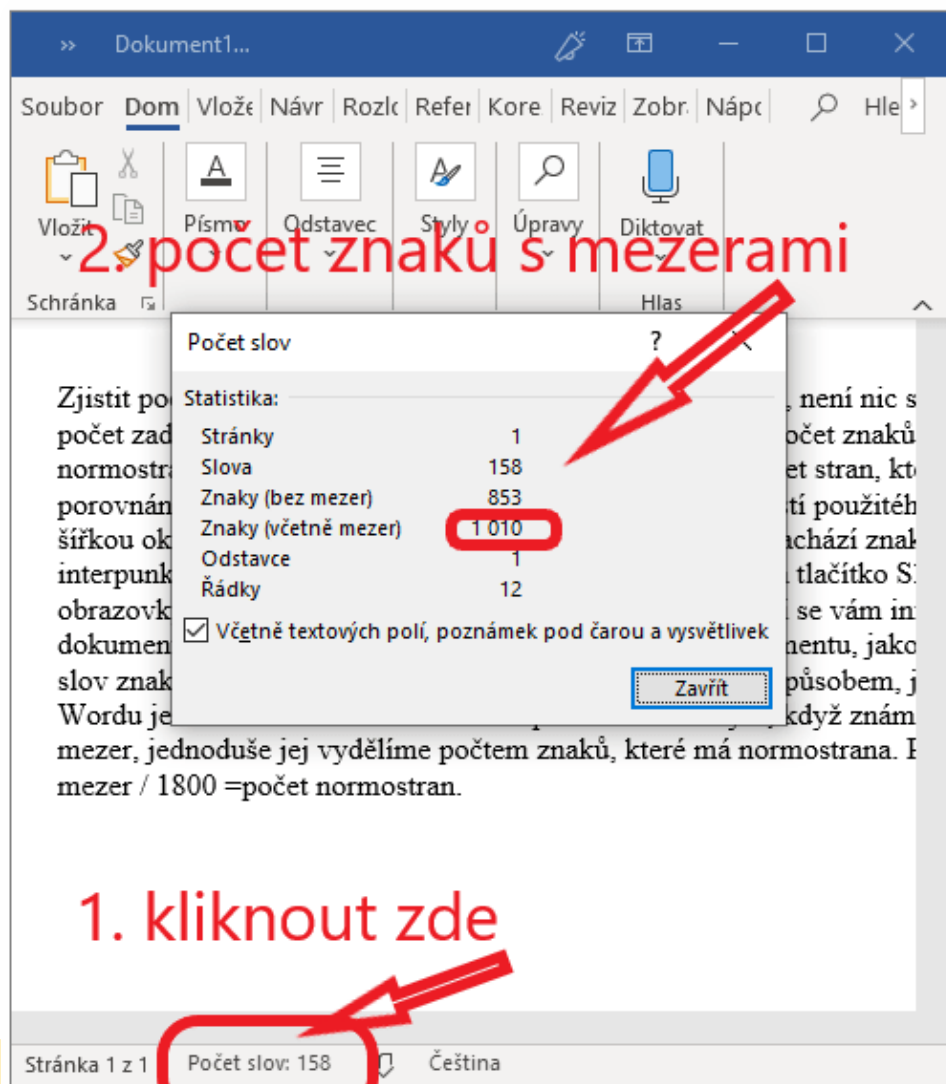 » Dokument1...
Soubor Dom Vlože Návr Rozlo Refer Kore Reviz Zobr. Nápo Hle
Vložit Písmo Odstavec Styly Úpravy Diktovat
2. počet znaků s mezerami
Schránka Hlas
Počet slov ?
Statistika:
Stránky 1
Slova 158
Znaky (bez mezer) 853
Znaky (včetně mezer) 1 010
Odstavce 1
Řádky 12
Včetně textových polí, poznámek pod čarou a vysvětlivek
Zavřít
Zjistit po , není nic s
počet zad očet znaků
normostra et stran, kt
porovnán tí použitéh
šířkou ok achází znak
interpunk tlačítko S
obrazovk se vám in
dokumen mentu, jako
slov znak působem, j
Wordu je když znám
mezer, jednoduše jej vydělíme počtem znaků, které má normostrana. P
mezer / 1800 =počet normostran.
1. kliknout zde
Stránka 1 z 1 Počet slov: 158 Čeština